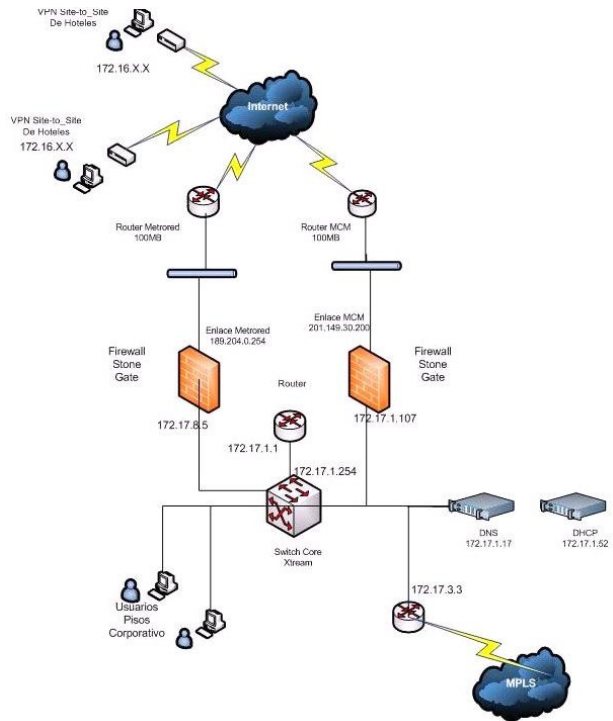 VPN Site-to_Site
De Hoteles
172.16.X.X
Internet
VPN Site-to_Site
De Hoteles
172.16.X.X
Router Metrored
100MB
Router MCM
100MB
Enlace Metrored
189.204.0.254
Enlace MCM
201.149.30.200
Firewall
Stone
Gate
Firewall
Stone
Gate
Router
172.17.8.5
172.17.1.107
172.17.1.1
172.17.1.254
Switch Core
Xtream
DNS
172.17.1.17
DHCP
172.17.1.52
Usuarios
Pisos
Corporativo
172.17.3.3
MPLS